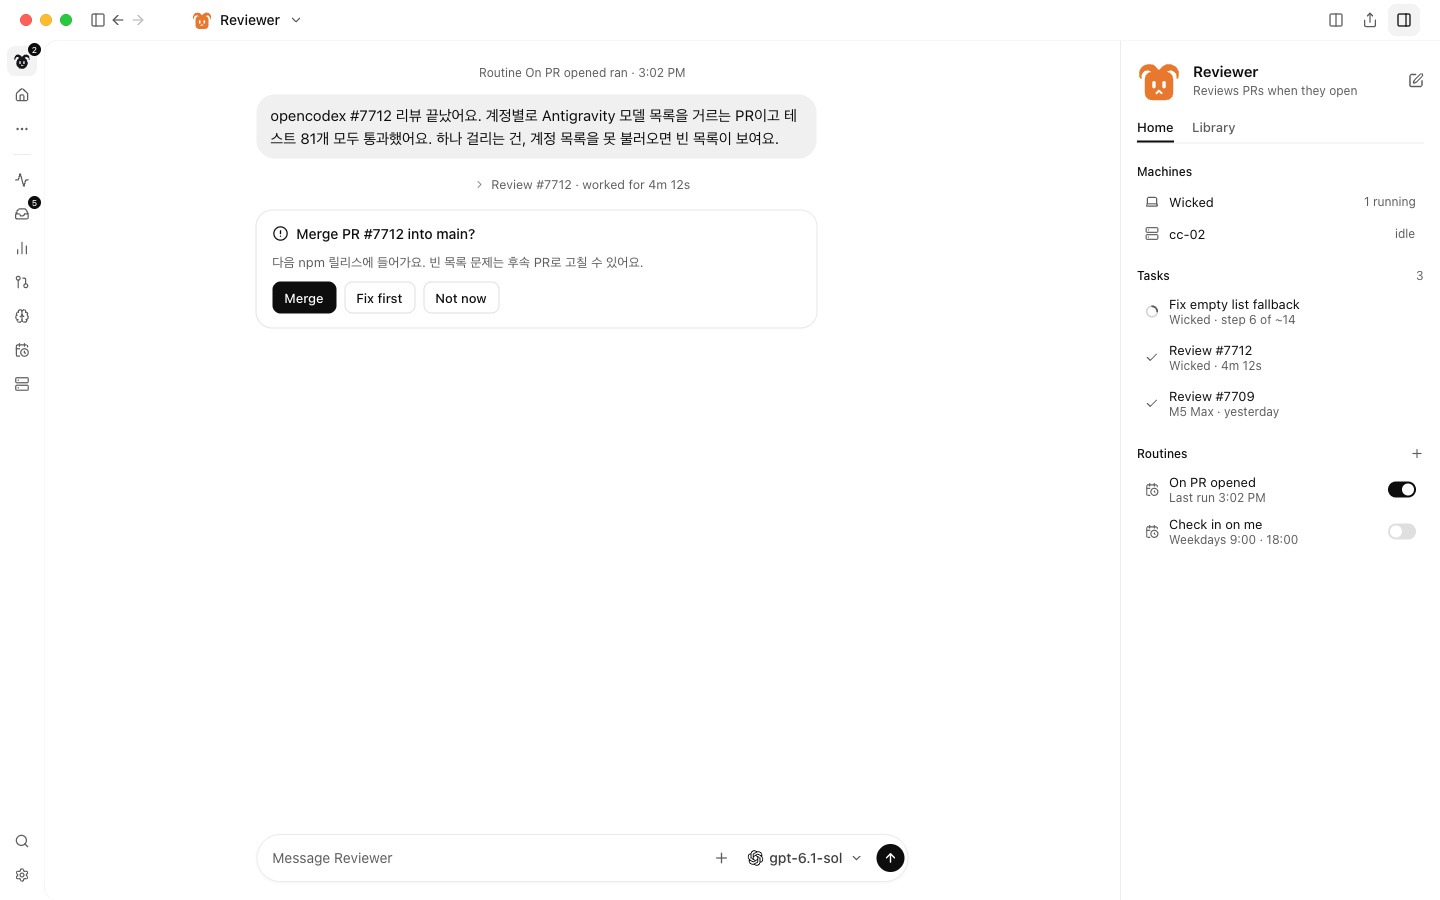 Reviewer
2
5
Routine On PR opened ran · 3:02 PM
opencodex #7712 리뷰 끝났어요. 계정별로 Antigravity 모델 목록을 거르는 PR이고 테
스트 81개 모두 통과했어요. 하나 걸리는 건, 계정 목록을 못 불러오면 빈 목록이 보여요.
Review #7712 · worked for 4m 12s
Merge PR #7712 into main?
다음 npm 릴리스에 들어가요. 빈 목록 문제는 후속 PR로 고칠 수 있어요.
Merge
Fix first
Not now
Message Reviewer
gpt-6.1-sol
Reviewer
Reviews PRs when they open
Home
Library
Machines
Wicked
1 running
cc-02
idle
Tasks
3
Fix empty list fallback
Wicked · step 6 of ~14
Review #7712
Wicked · 4m 12s
Review #7709
M5 Max · yesterday
Routines
On PR opened
Last run 3:02 PM
Check in on me
Weekdays 9:00 · 18:00